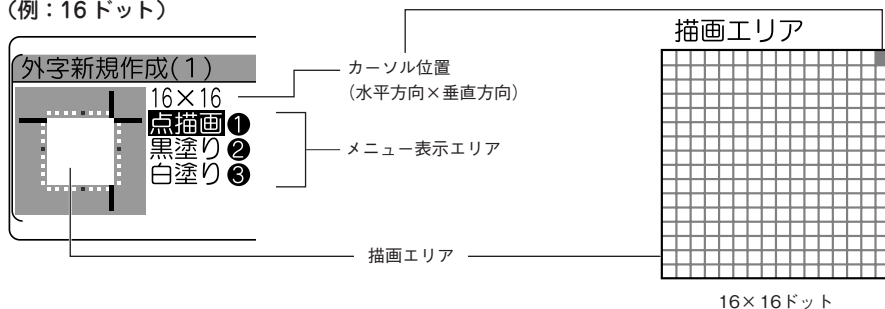 (例：16 ドット)
外字新規作成(1)
16×16
点描画❶
黒塗り❷
白塗り❸
カーソル位置
(水平方向×垂直方向)
メニュー表示エリア
描画エリア
描画エリア
16×16ドット